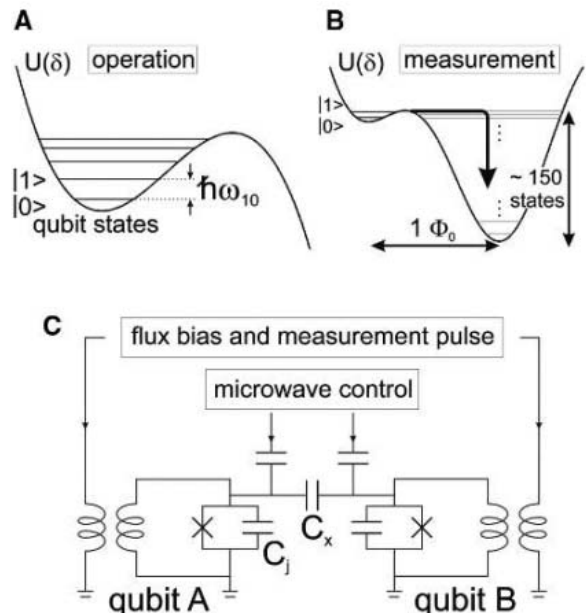 A
U(δ) operation
|1>
|0>
ħω10
qubit states
B
U(δ) measurement
|1>
|0>
~ 150
states
1 Φ0
C
flux bias and measurement pulse
microwave control
Cx
Cj
qubit A
qubit B